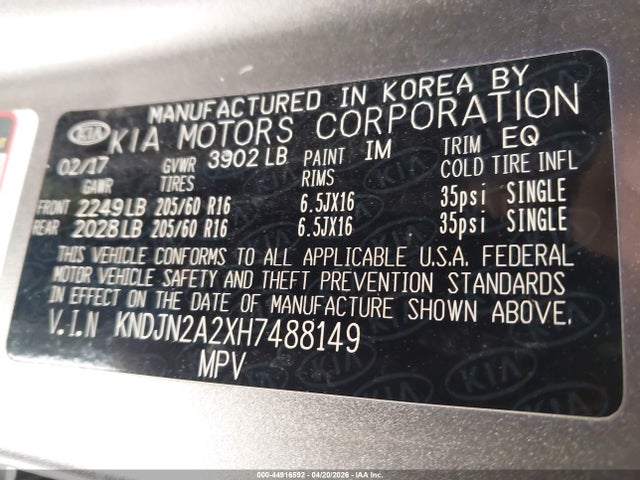 MANUFACTURED IN KOREA BY
KIA KIA MOTORS CORPORATION
02/17 GVWR 3902 LB PAINT IM TRIM EQ
GAWR TIRES RIMS COLD TIRE INFL
FRONT 2249 LB 205/60 R16 6.5JX16 35psi SINGLE
REAR 2028 LB 205/60 R16 6.5JX16 35psi SINGLE
THIS VEHICLE CONFORMS TO ALL APPLICABLE U.S.A. FEDERAL
MOTOR VEHICLE SAFETY AND THEFT PREVENTION STANDARDS
IN EFFECT ON THE DATE OF MANUFACTURE SHOWN ABOVE.
V.I.N KNDJN2A2XH7488149
MPV
000-44816592 - 04/20/2026 - IAA Inc.